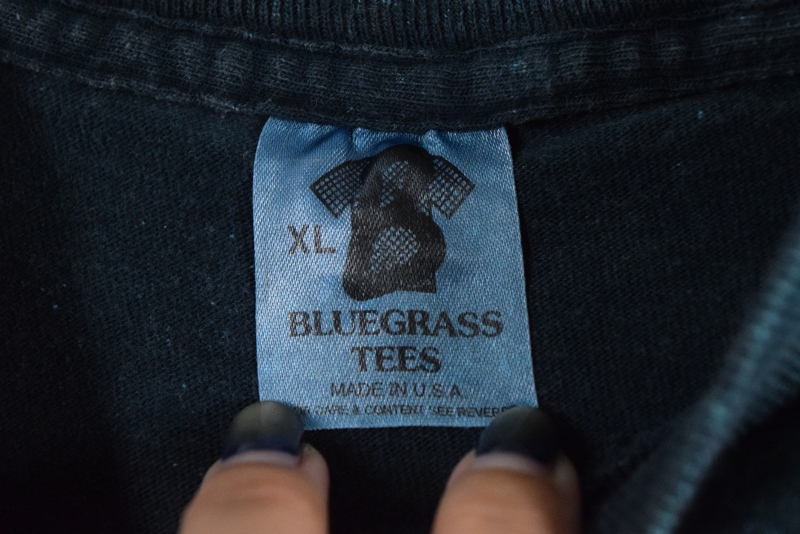 XL
BLUEGRASS
TEES
MADE IN U.S.A.
CARE & CONTENT SEE REVERSE